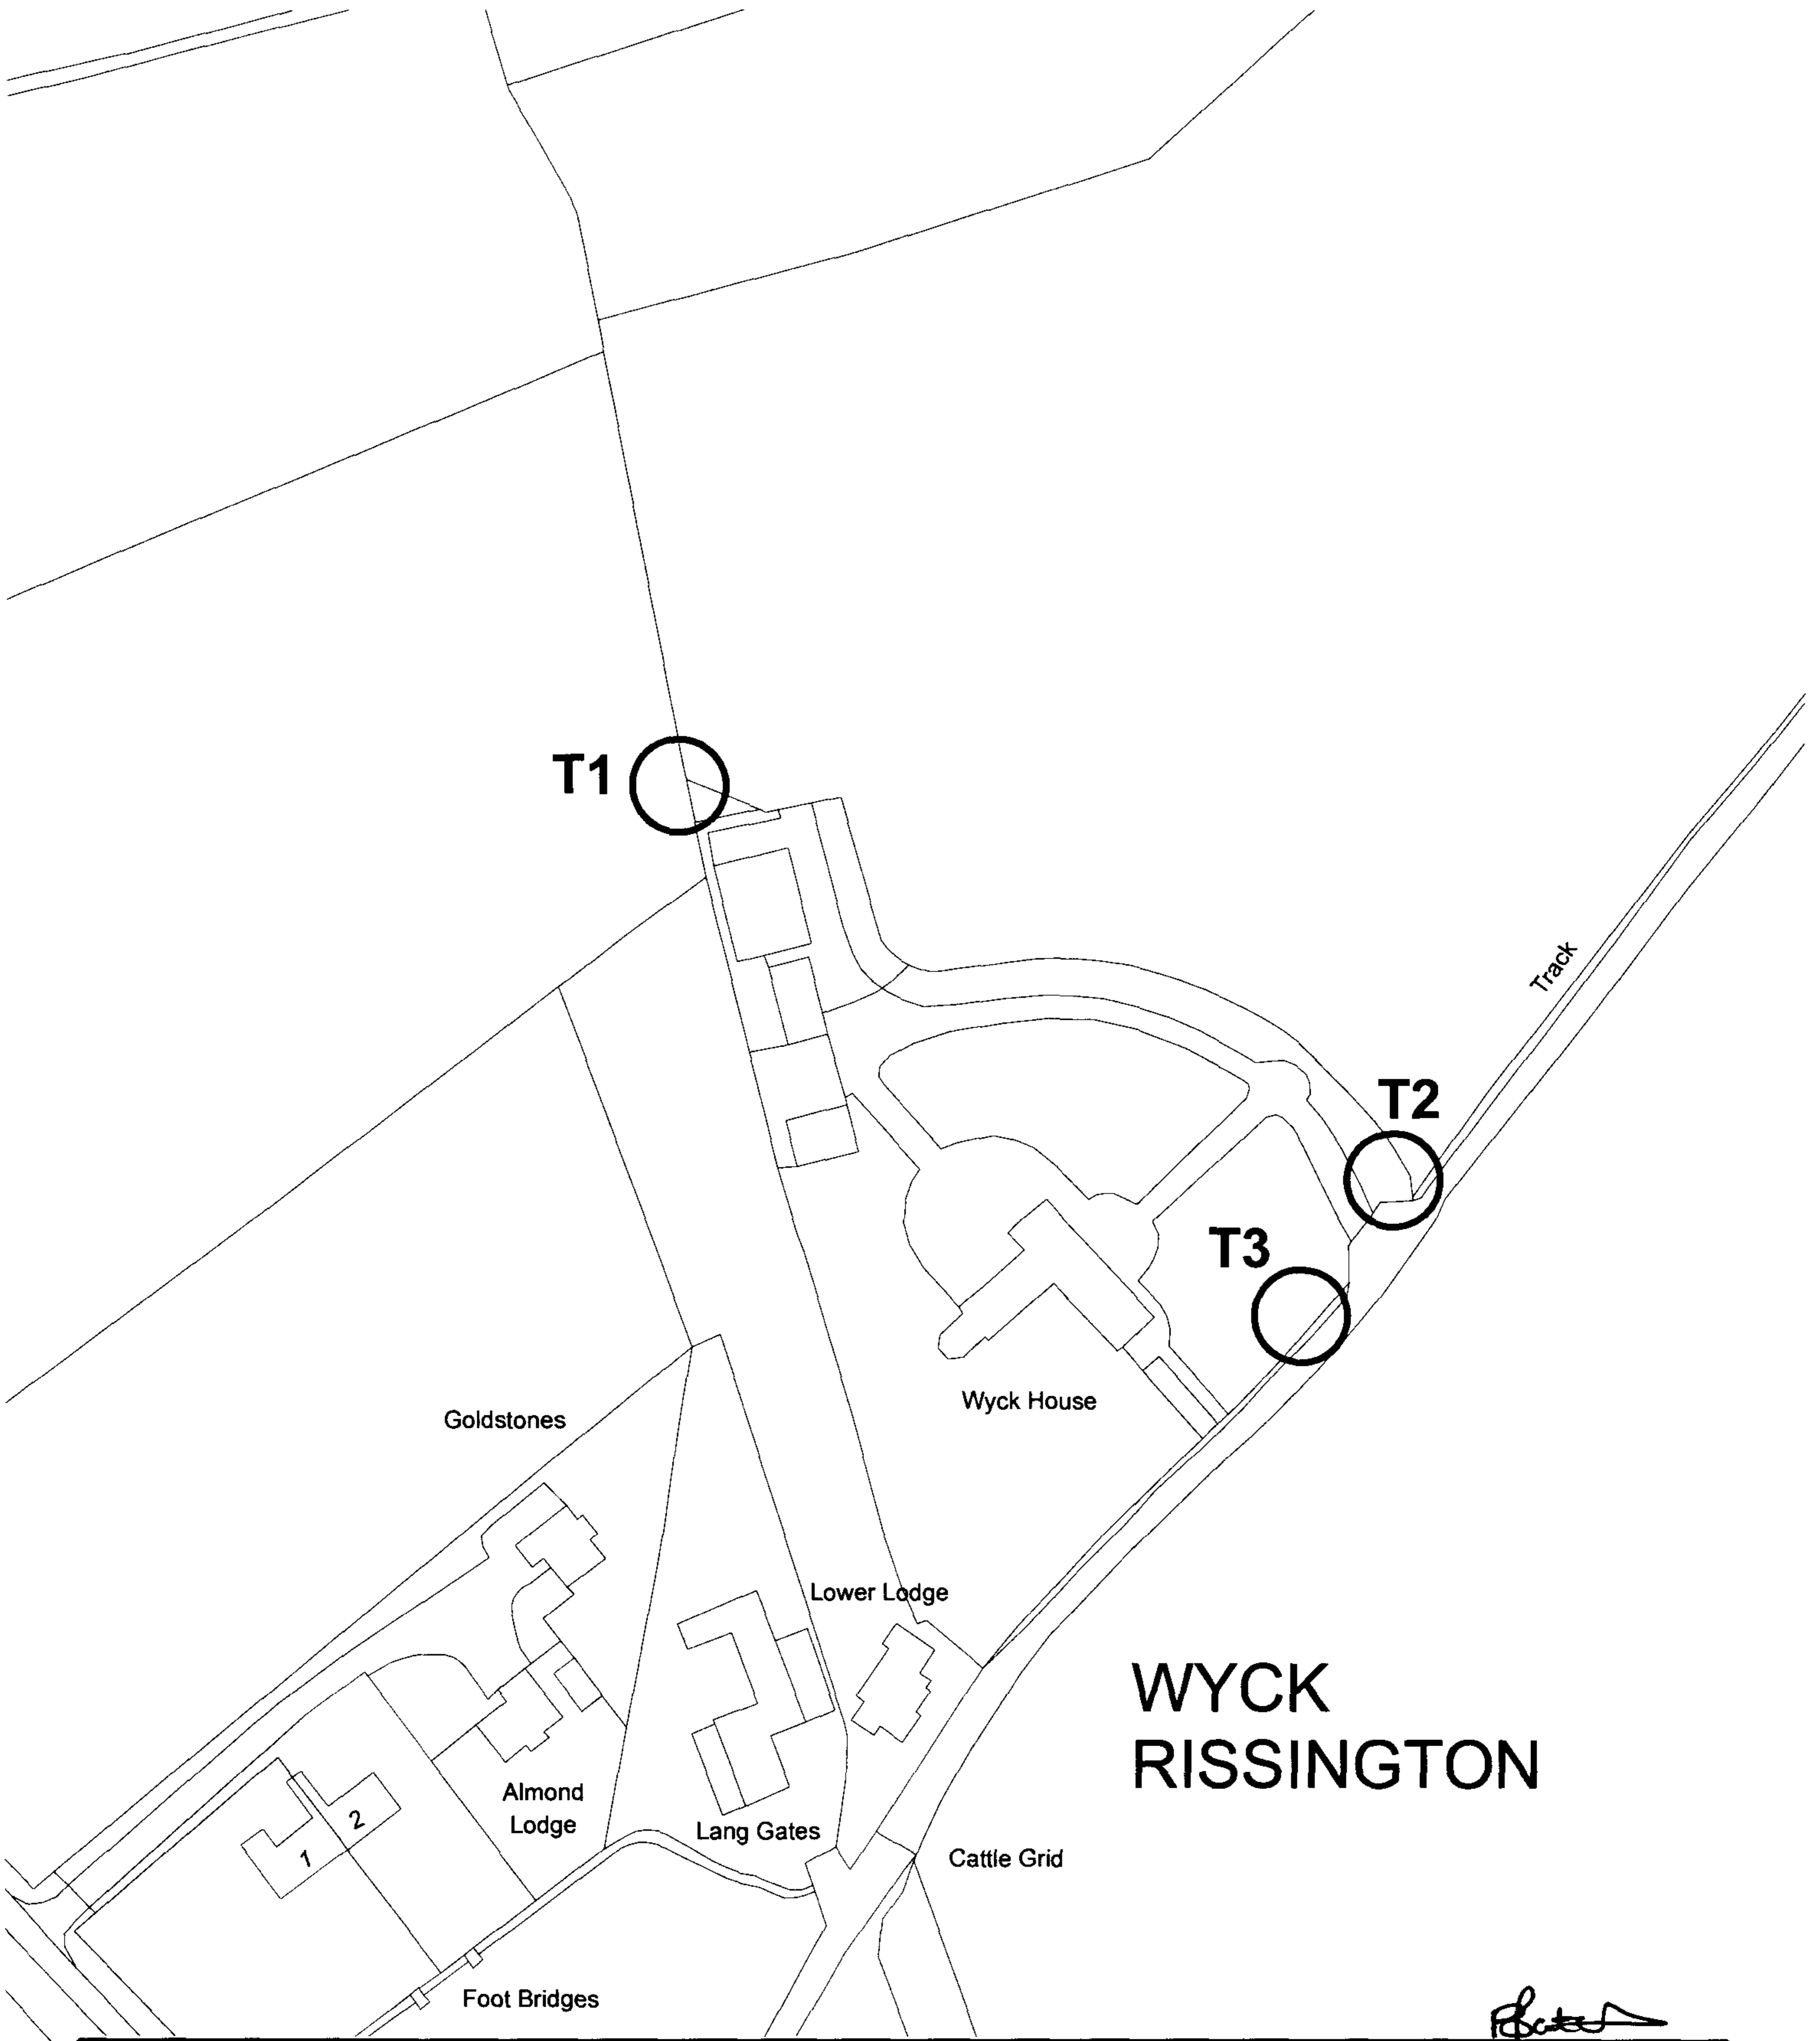 T1
Track
T2
T3
Wyck House
Goldstones
Lower Lodge
WYCK
RISSINGTON
Almond
Lodge
2
1
Lang Gates
Cattle Grid
Foot Bridges